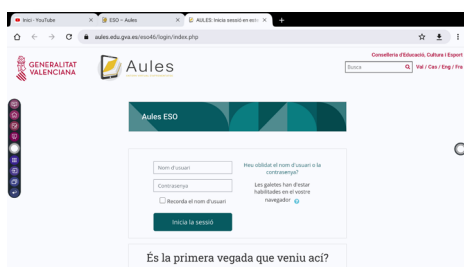 Inici - YouTube
ESO – Aules
AULES: Inicia sessió en este
aules.edu.gva.es/eso46/login/index.php
Conselleria d'Educació, Cultura i Esport
GENERALITAT
VALENCIANA
Aules
Busca
Val / Cas / Eng / Fra
Aules ESO
Nom d'usuari
Contrasenya
Recorda el nom d'usuari
Inicia la sessió
Heu oblidat el nom d'usuari o la
contrasenya?
Les galetes han d'estar
habilitades en el vostre
navegador
És la primera vegada que veniu ací?